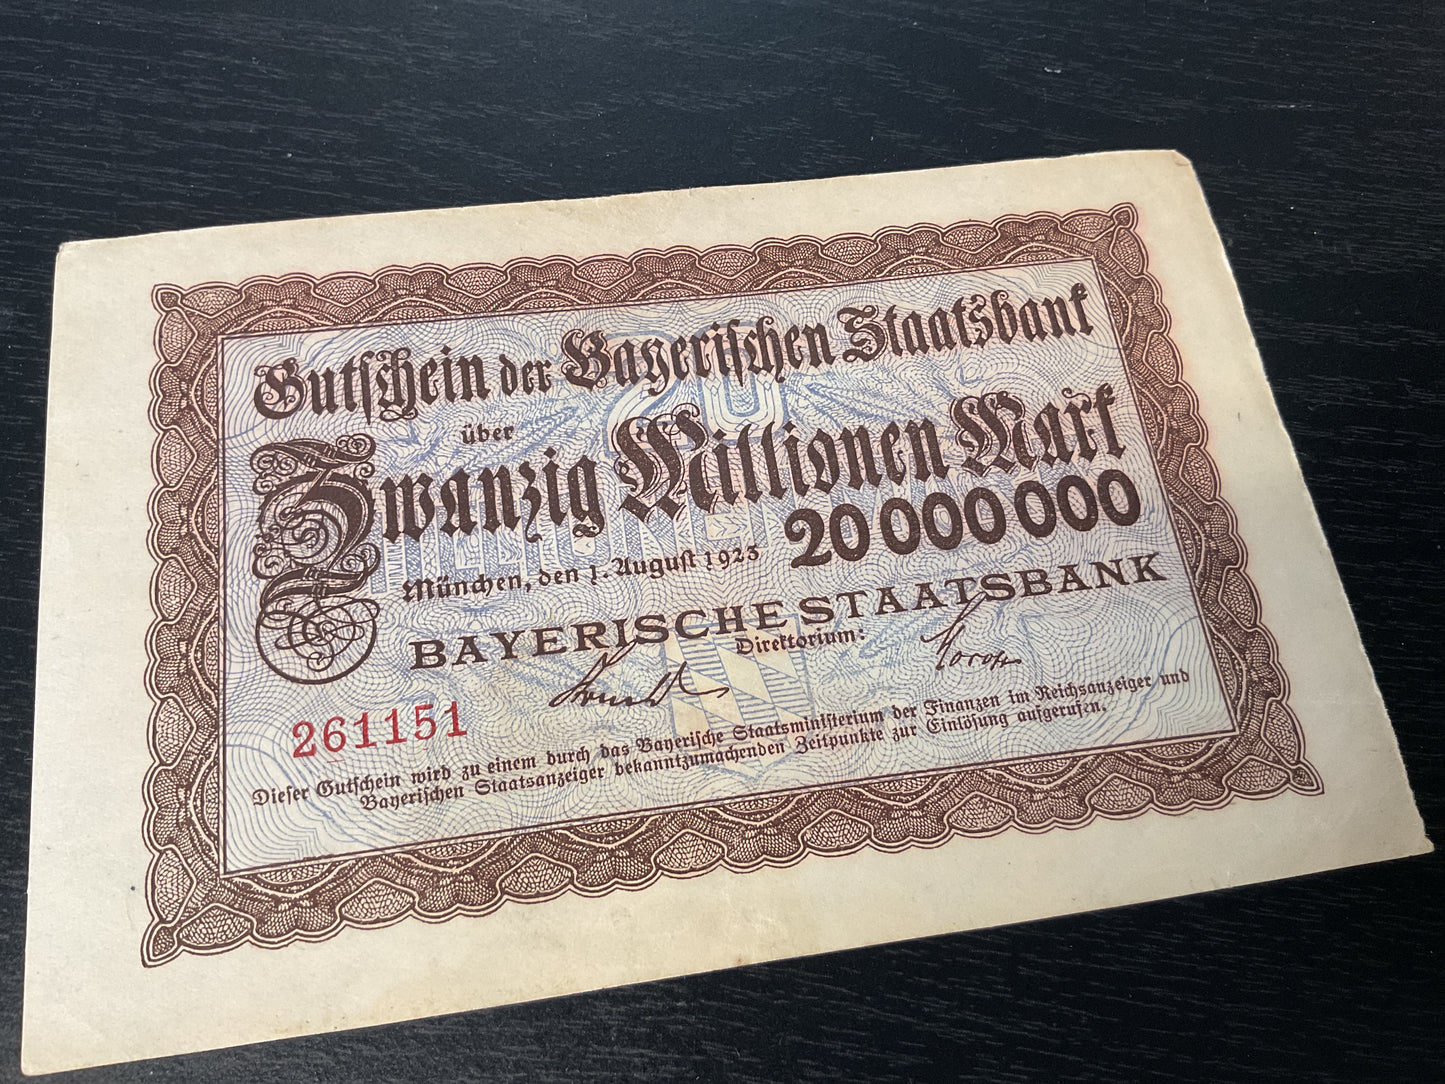 Gutschein der Bayerischen Staatsbank
über
Zwanzig Millionen Mark
20 000 000
München, den 1. August 1923
BAYERISCHE STAATSBANK
Direktorium:
261151
Dieser Gutschein wird zu einem durch das Bayerische Staatsministerium der Finanzen im Reichsanzeiger und
Bayerischen Staatsanzeiger bekanntzumachenden Zeitpunkte zur Einlösung aufgerufen.